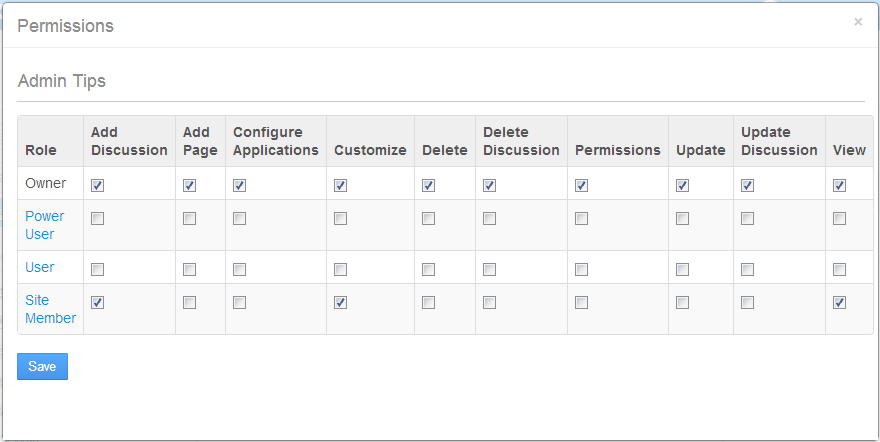 Permissions ×
Admin Tips
Role Add Discussion Add Page Configure Applications Customize Delete Delete Discussion Permissions Update Update Discussion View
Owner
Power
User
User
Site
Member
Save